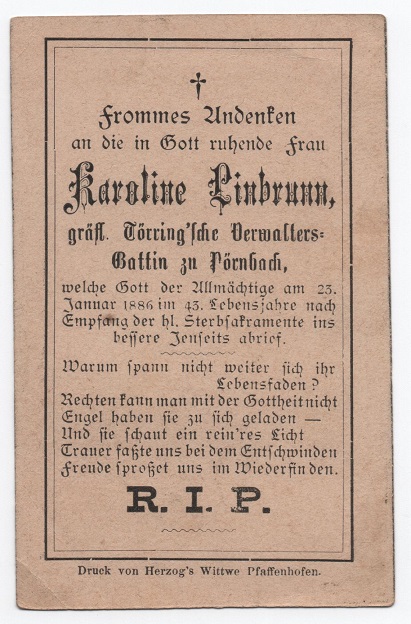 †
Frommes Andenken
an die in Gott ruhende Frau
Karoline Linbrunn,
gräfl. Törring'sche Verwalters-
Gattin zu Pörnbach,
welche Gott der Allmächtige am 23.
Januar 1886 im 43. Lebensjahre nach
Empfang der hl. Sterbsakramente ins
bessere Jenseits abrief.
Warum spann nicht weiter sich ihr
Lebensfaden?
Rechten kann man mit der Gottheit nicht
Engel haben sie zu sich geladen —
Und sie schaut ein rein'res Licht
Trauer faßte uns bei dem Entschwinden
Freude sproßet uns im Wiederfinden.
R. I. P.
Druck von Herzog's Wittwe Pfaffenhofen.